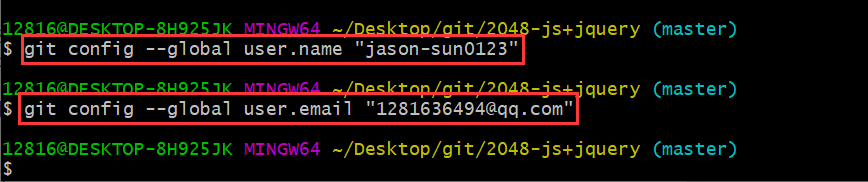 12816@DESKTOP-8H925JK MINGW64 ~/Desktop/git/2048-js+jquery (master)
$ git config --global user.name "jason-sun0123"
12816@DESKTOP-8H925JK MINGW64 ~/Desktop/git/2048-js+jquery (master)
$ git config --global user.email "1281636494@qq.com"
12816@DESKTOP-8H925JK MINGW64 ~/Desktop/git/2048-js+jquery (master)
$